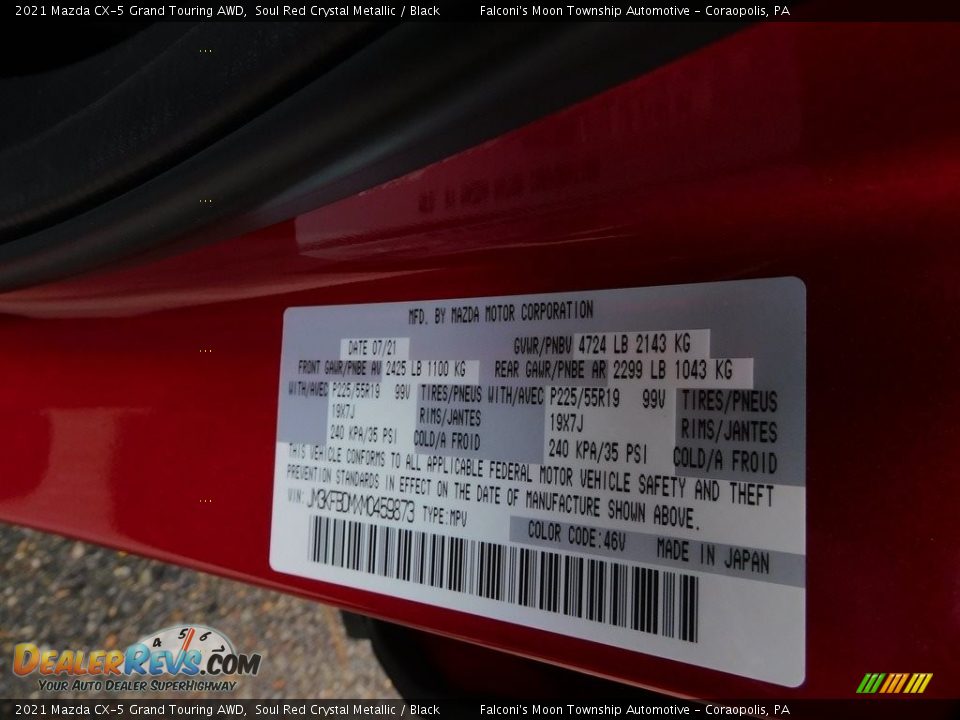 2021 Mazda CX-5 Grand Touring AWD,  Soul Red Crystal Metallic / Black          Falconi's Moon Township Automotive - Coraopolis, PA
MFD. BY MAZDA MOTOR CORPORATION
DATE 07/21 GVWR/PNBV 4724 LB 2143 KG
FRONT GAWR/PNBE AV 2425 LB 1100 KG REAR GAWR/PNBE AR 2299 LB 1043 KG
WITH/AVEC P225/55R19 99V TIRES/PNEUS WITH/AVEC P225/55R19 99V TIRES/PNEUS
19X7J RIMS/JANTES 19X7J RIMS/JANTES
240 KPA/35 PSI COLD/A FROID 240 KPA/35 PSI COLD/A FROID
THIS VEHICLE CONFORMS TO ALL APPLICABLE FEDERAL MOTOR VEHICLE SAFETY AND THEFT
PREVENTION STANDARDS IN EFFECT ON THE DATE OF MANUFACTURE SHOWN ABOVE.
VIN: JM3KFBDMXM0459873 TYPE:MPV
COLOR CODE:46V MADE IN JAPAN
4 5 6
DealerRevs.com
Your Auto Dealer SuperHighway
2021 Mazda CX-5 Grand Touring AWD,  Soul Red Crystal Metallic / Black          Falconi's Moon Township Automotive - Coraopolis, PA